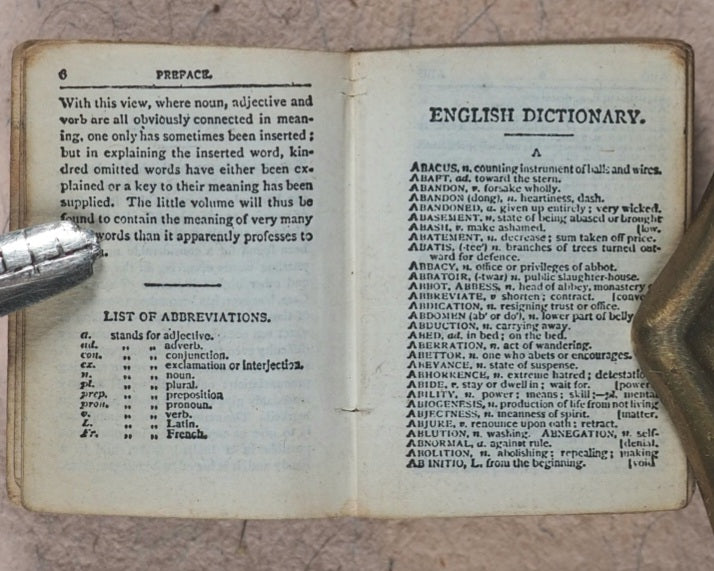 6 PREFACE.
With this view, where noun, adjective and
verb are all obviously connected in mean-
ing, one only has sometimes been inserted;
but in explaining the inserted word, kin-
dred omitted words have either been ex-
plained or a key to their meaning has been
supplied. The little volume will thus be
found to contain the meaning of very many
words than it apparently professes to
LIST OF ABBREVIATIONS.
a. stands for adjective.
ad. „ „ adverb.
con. „ „ conjunction.
ex. „ „ exclamation or interjection.
n. „ „ noun.
pl. „ „ plural.
prep. „ „ preposition
pron. „ „ pronoun.
v. „ „ verb.
L. „ „ Latin.
Fr. „ „ French.
ENGLISH DICTIONARY.
A
ABACUS, n. counting instrument of balls and wires.
ABAFT, ad. toward the stern.
ABANDON, v. forsake wholly.
ABANDON (dong), n. heartiness, dash.
ABANDONED, a. given up entirely; very wicked.
ABASEMENT, n. state of being abased or brought
ABASH, v. make ashamed. [low.
ABATEMENT, n. decrease; sum taken off price.
ABATIS, (-tee') n. branches of trees turned out-
ward for defence.
ABBACY, n. office or privileges of abbot.
ABBATOIR, (-twar) n. public slaughter-house.
ABBOT, ABBESS, n. head of abbey, monastery
ABBREVIATE, v shorten; contract. [conve
ABDICATION, n. resigning trust or office.
ABDOMEN (ab' or do'), n. lower part of belly
ABDUCTION, n. carrying away.
ABED, ad. in bed; on the bed.
ABERRATION, n. act of wandering.
ABETTOR, n. one who abets or encourages.
ABEYANCE, n. state of suspense.
ABHORRENCE, n. extreme hatred; detestatio
ABIDE, v. stay or dwell in; wait for. [power
ABILITY, n. power; means; skill;—pl. mental
ABIOGENESIS, n. production of life from not living
ABJECTNESS, n. meanness of spirit. [matter.
ABJURE, v. renounce upon oath; retract.
ABLUTION, n. washing. ABNEGATION, n. self-
ABNORMAL, a. against rule. [denial.
ABOLITION, n. abolishing; repealing; making
AB INITIO, L. from the beginning. [void